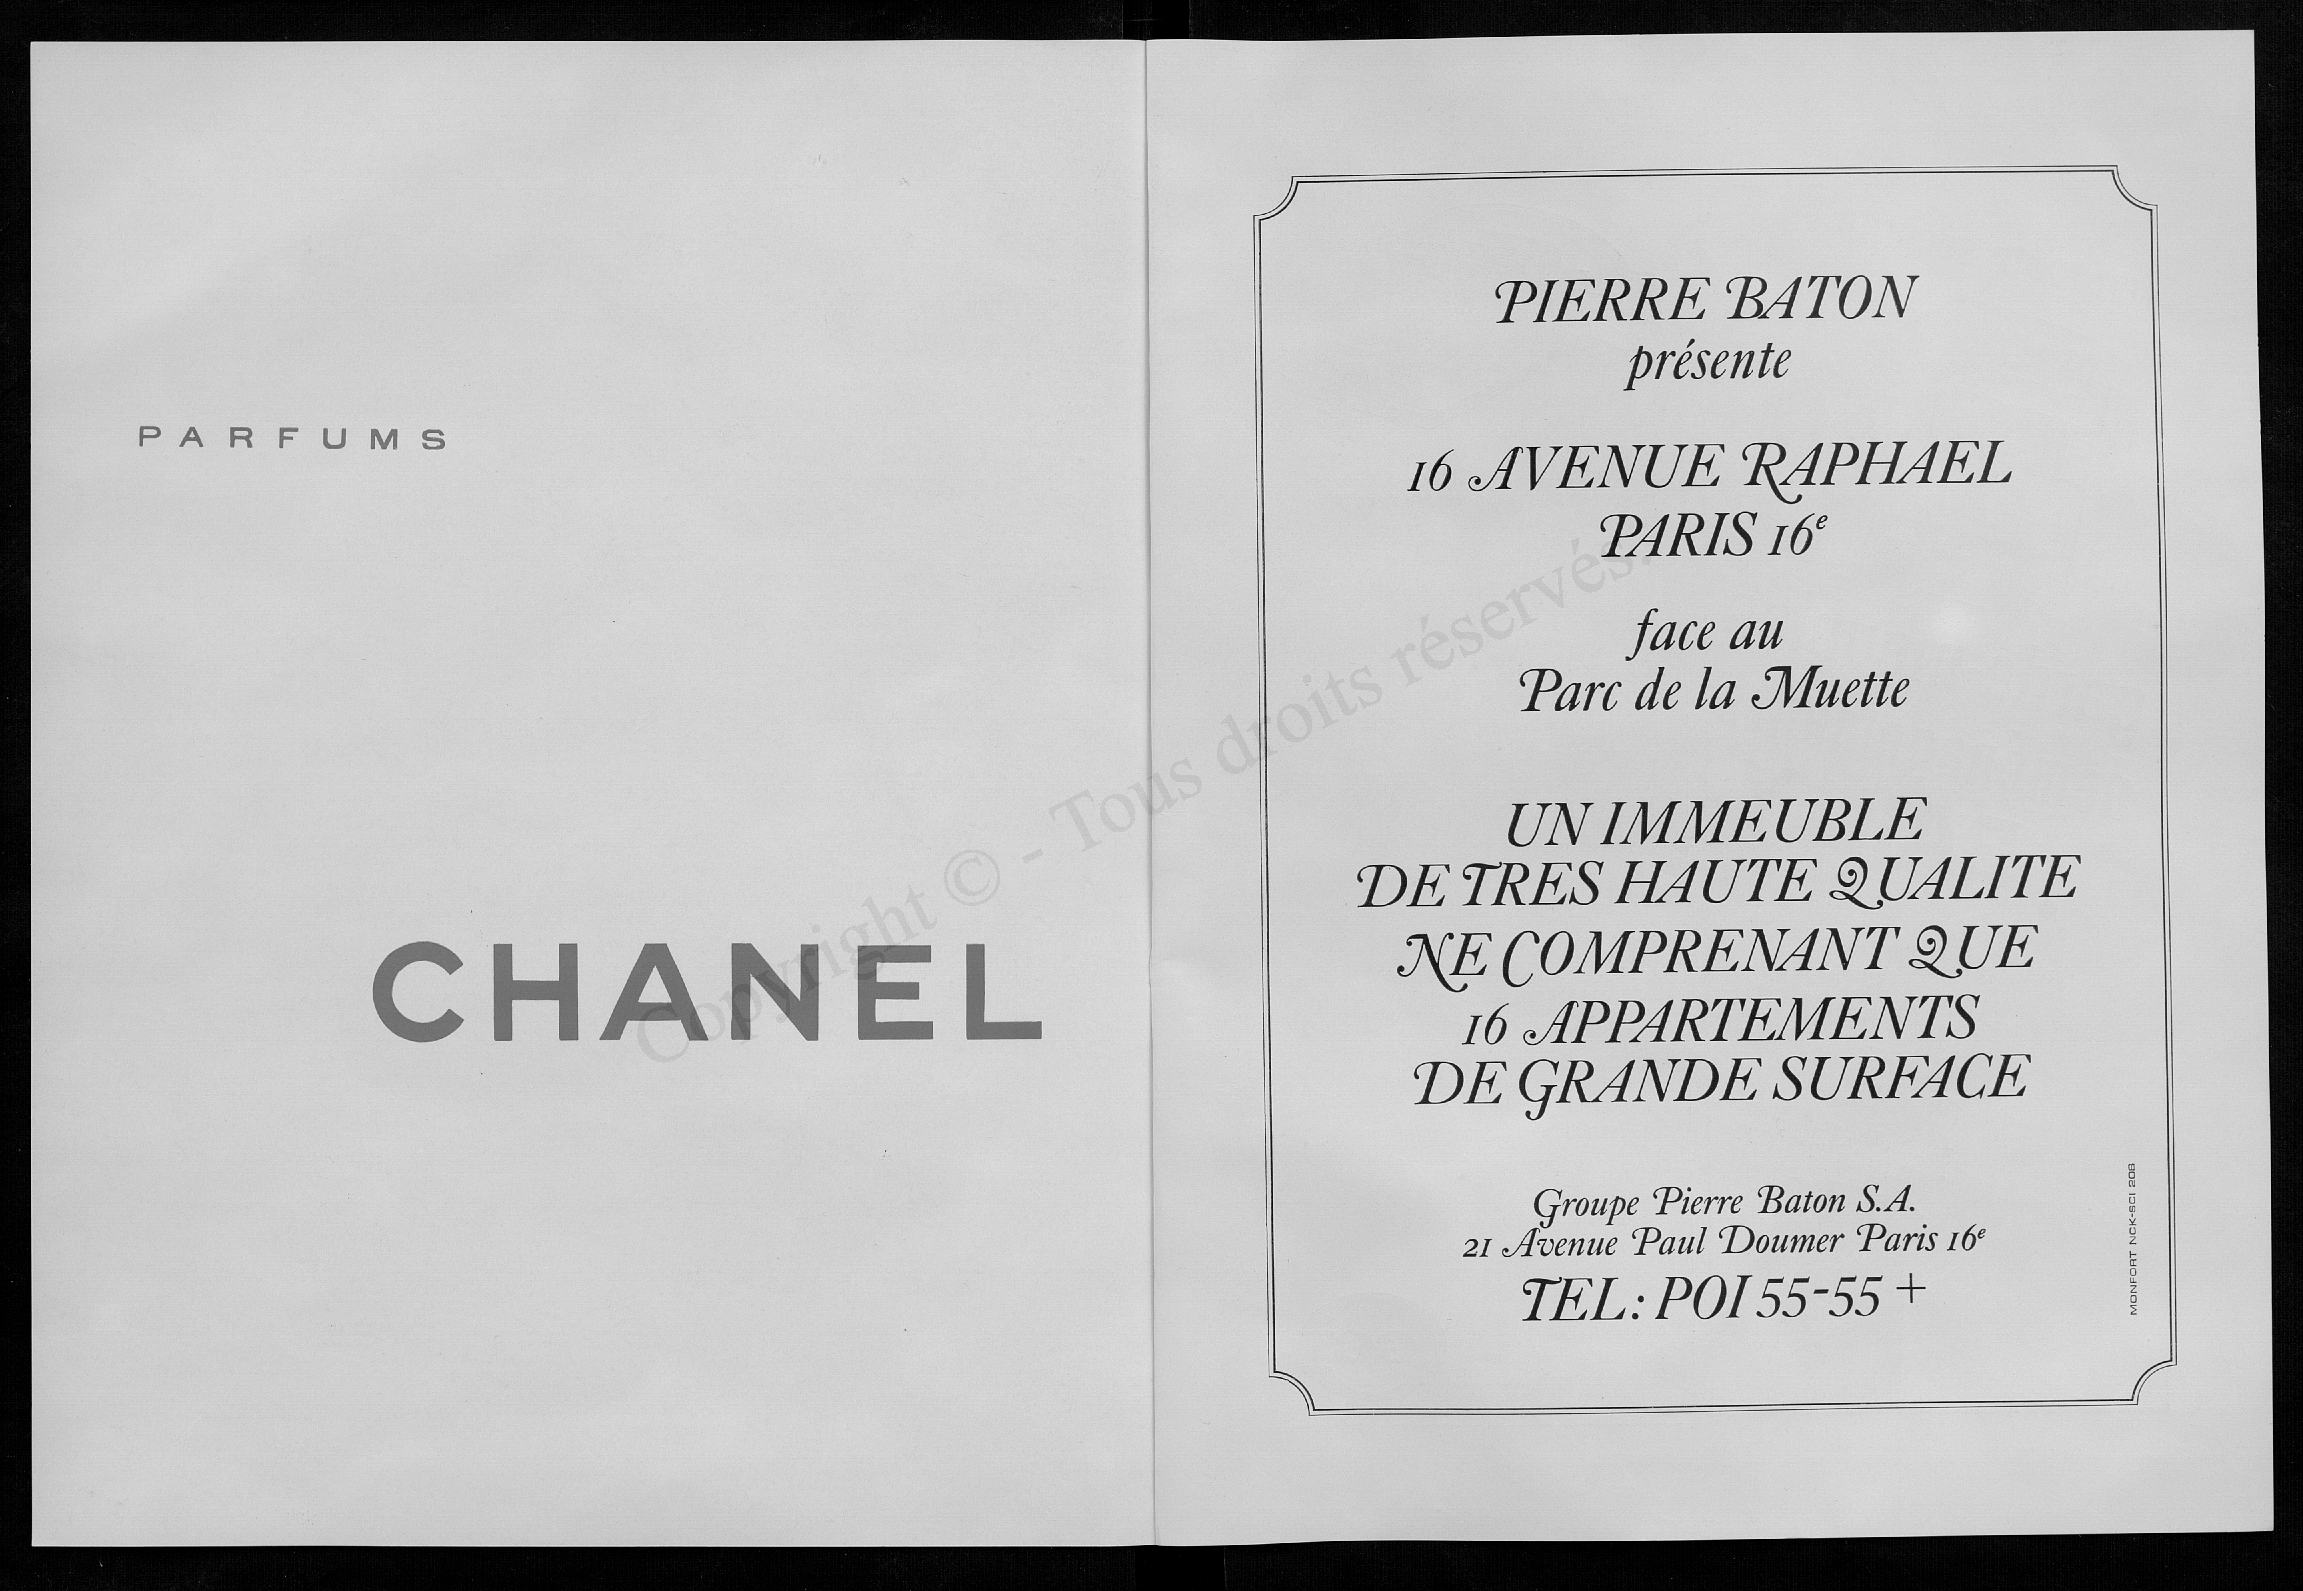 PARFUMS
CHANEL
PIERRE BATON
présente
16 AVENUE RAPHAEL
PARIS 16e
face au
Parc de la Muette
UN IMMEUBLE
DE TRES HAUTE QUALITE
NE COMPRENANT QUE
16 APPARTEMENTS
DE GRANDE SURFACE
Groupe Pierre Baton S.A.
21 Avenue Paul Doumer Paris 16e
TEL: POI 55-55 +
MONFORT NCK-SCI 206
Copyright © - Tous droits réservés.